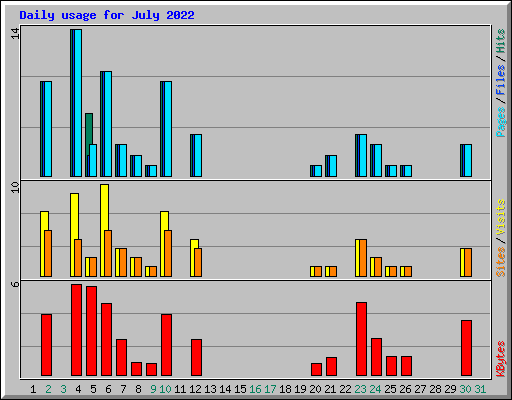 Daily usage for July 2022
14
Pages / Files / Hits
10
Sites / Visits
6
KBytes
1 2 3 4 5 6 7 8 9 10 11 12 13 14 15 16 17 18 19 20 21 22 23 24 25 26 27 28 29 30 31